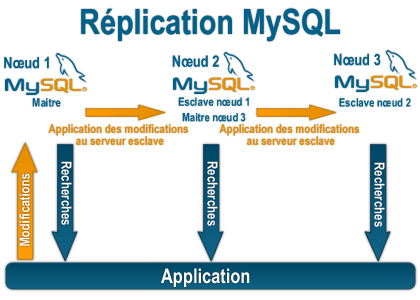 Réplication MySQL
Nœud 1
MySQL®
Maitre
Nœud 2
MySQL®
Esclave nœud 1
Maitre nœud 3
Nœud 3
MySQL®
Esclave nœud 2
Application des modifications
au serveur esclave
Application des modifications
au serveur esclave
Modifications
Recherches
Recherches
Recherches
Application